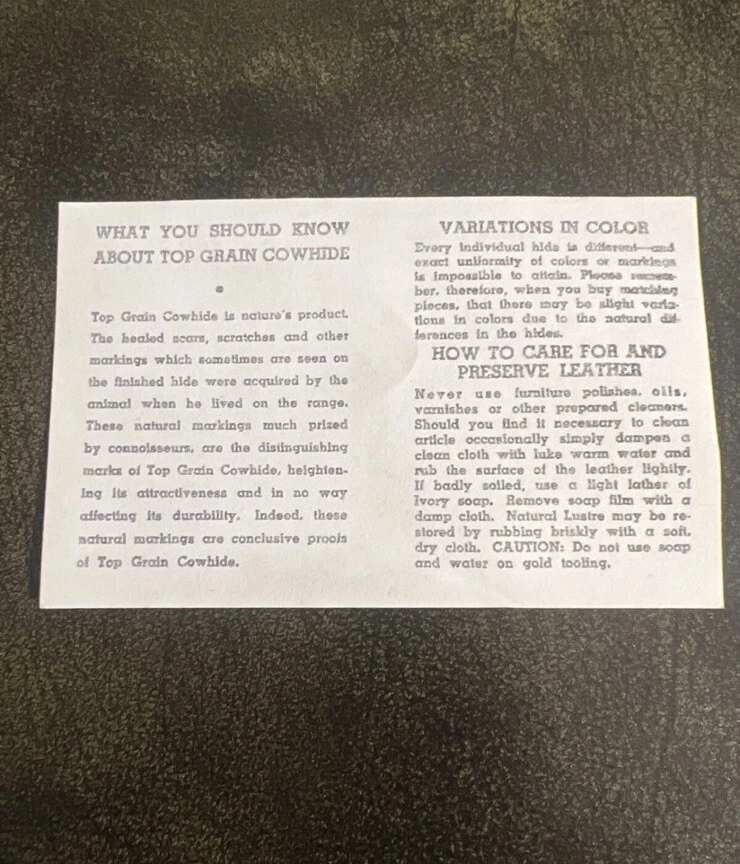 WHAT YOU SHOULD KNOW
ABOUT TOP GRAIN COWHIDE
Top Grain Cowhide is nature's product.
The healed scars, scratches and other
markings which sometimes are seen on
the finished hide were acquired by the
animal when he lived on the range.
These natural markings much prized
by connoisseurs, are the distinguishing
marks of Top Grain Cowhide, heighten-
ing its attractiveness and in no way
affecting its durability. Indeed, these
natural markings are conclusive proofs
of Top Grain Cowhide.
VARIATIONS IN COLOR
Every individual hide is different—and
exact uniformity of colors or markings
is impossible to attain. Please remem-
ber, therefore, when you buy matching
pieces, that there may be slight varia-
tions in colors due to the natural dif-
ferences in the hides.
HOW TO CARE FOR AND
PRESERVE LEATHER
Never use furniture polishes, oils,
varnishes or other prepared cleaners.
Should you find it necessary to clean
article occasionally simply dampen a
clean cloth with luke warm water and
rub the surface of the leather lightly.
If badly soiled, use a light lather of
Ivory soap. Remove soap film with a
damp cloth. Natural Lustre may be re-
stored by rubbing briskly with a soft,
dry cloth. CAUTION: Do not use soap
and water on gold tooling.